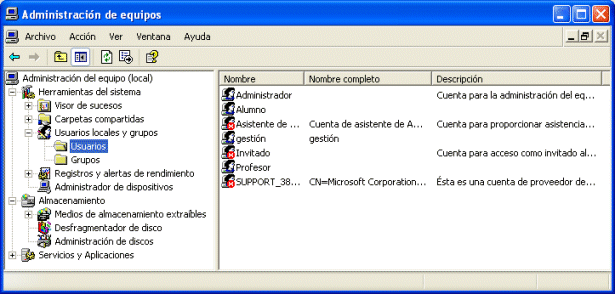 Administración de equipos
Archivo Acción Ver Ventana Ayuda
Administración del equipo (local)
Herramientas del sistema
Visor de sucesos
Carpetas compartidas
Usuarios locales y grupos
Usuarios
Grupos
Registros y alertas de rendimiento
Administrador de dispositivos
Almacenamiento
Medios de almacenamiento extraíbles
Desfragmentador de disco
Administración de discos
Servicios y Aplicaciones
Nombre Nombre completo Descripción
Administrador Cuenta para la administración del eq...
Alumno
Asistente de ... Cuenta de asistente de A... Cuenta para proporcionar asistencia...
gestión gestión
Invitado Cuenta para acceso como invitado al...
Profesor
SUPPORT_38... CN=Microsoft Corporation... Ésta es una cuenta de proveedor de...